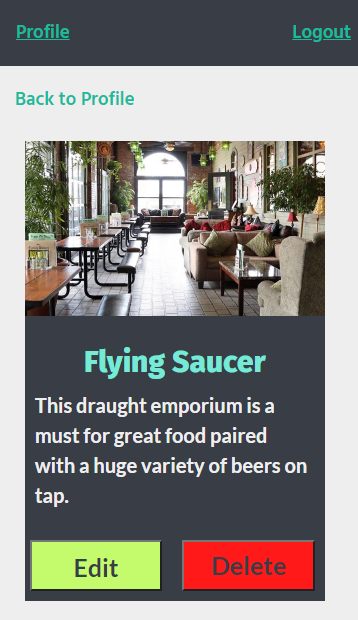 Profile Logout
Back to Profile
Flying Saucer
This draught emporium is a
must for great food paired
with a huge variety of beers on
tap.
Edit Delete